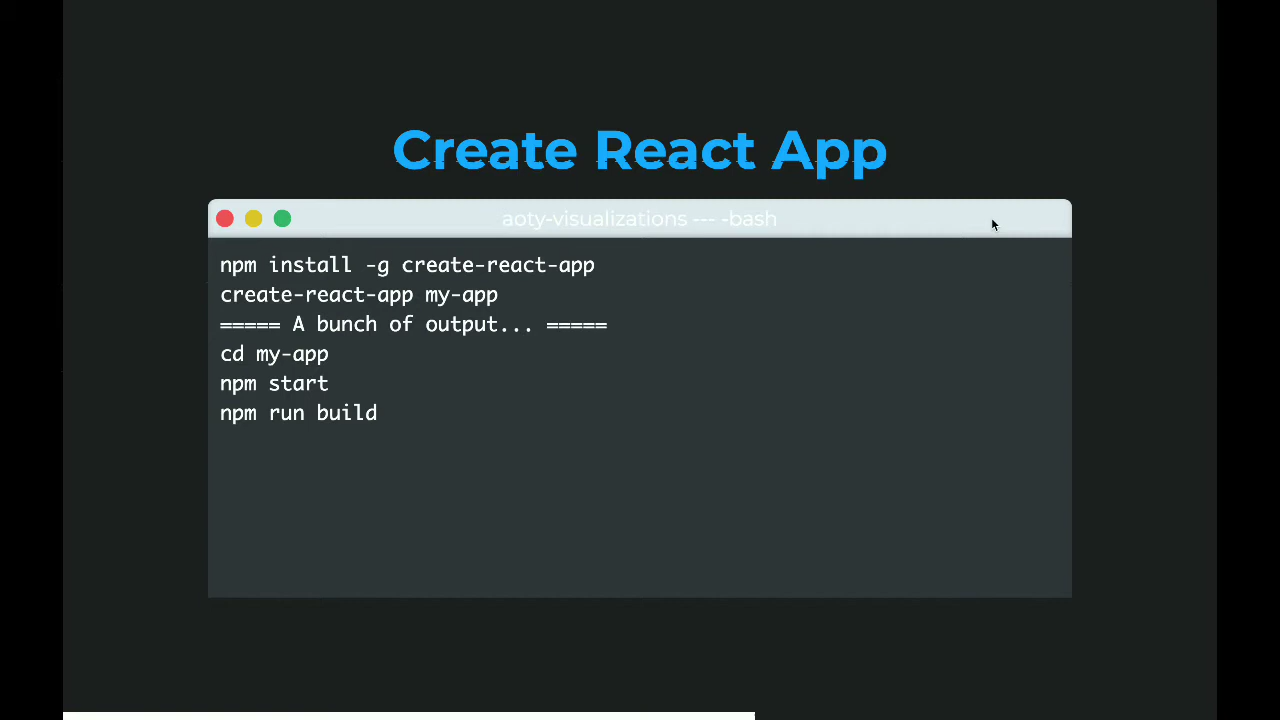 Create React App
aoty-visualizations --- -bash
npm install -g create-react-app
create-react-app my-app
===== A bunch of output... =====
cd my-app
npm start
npm run build